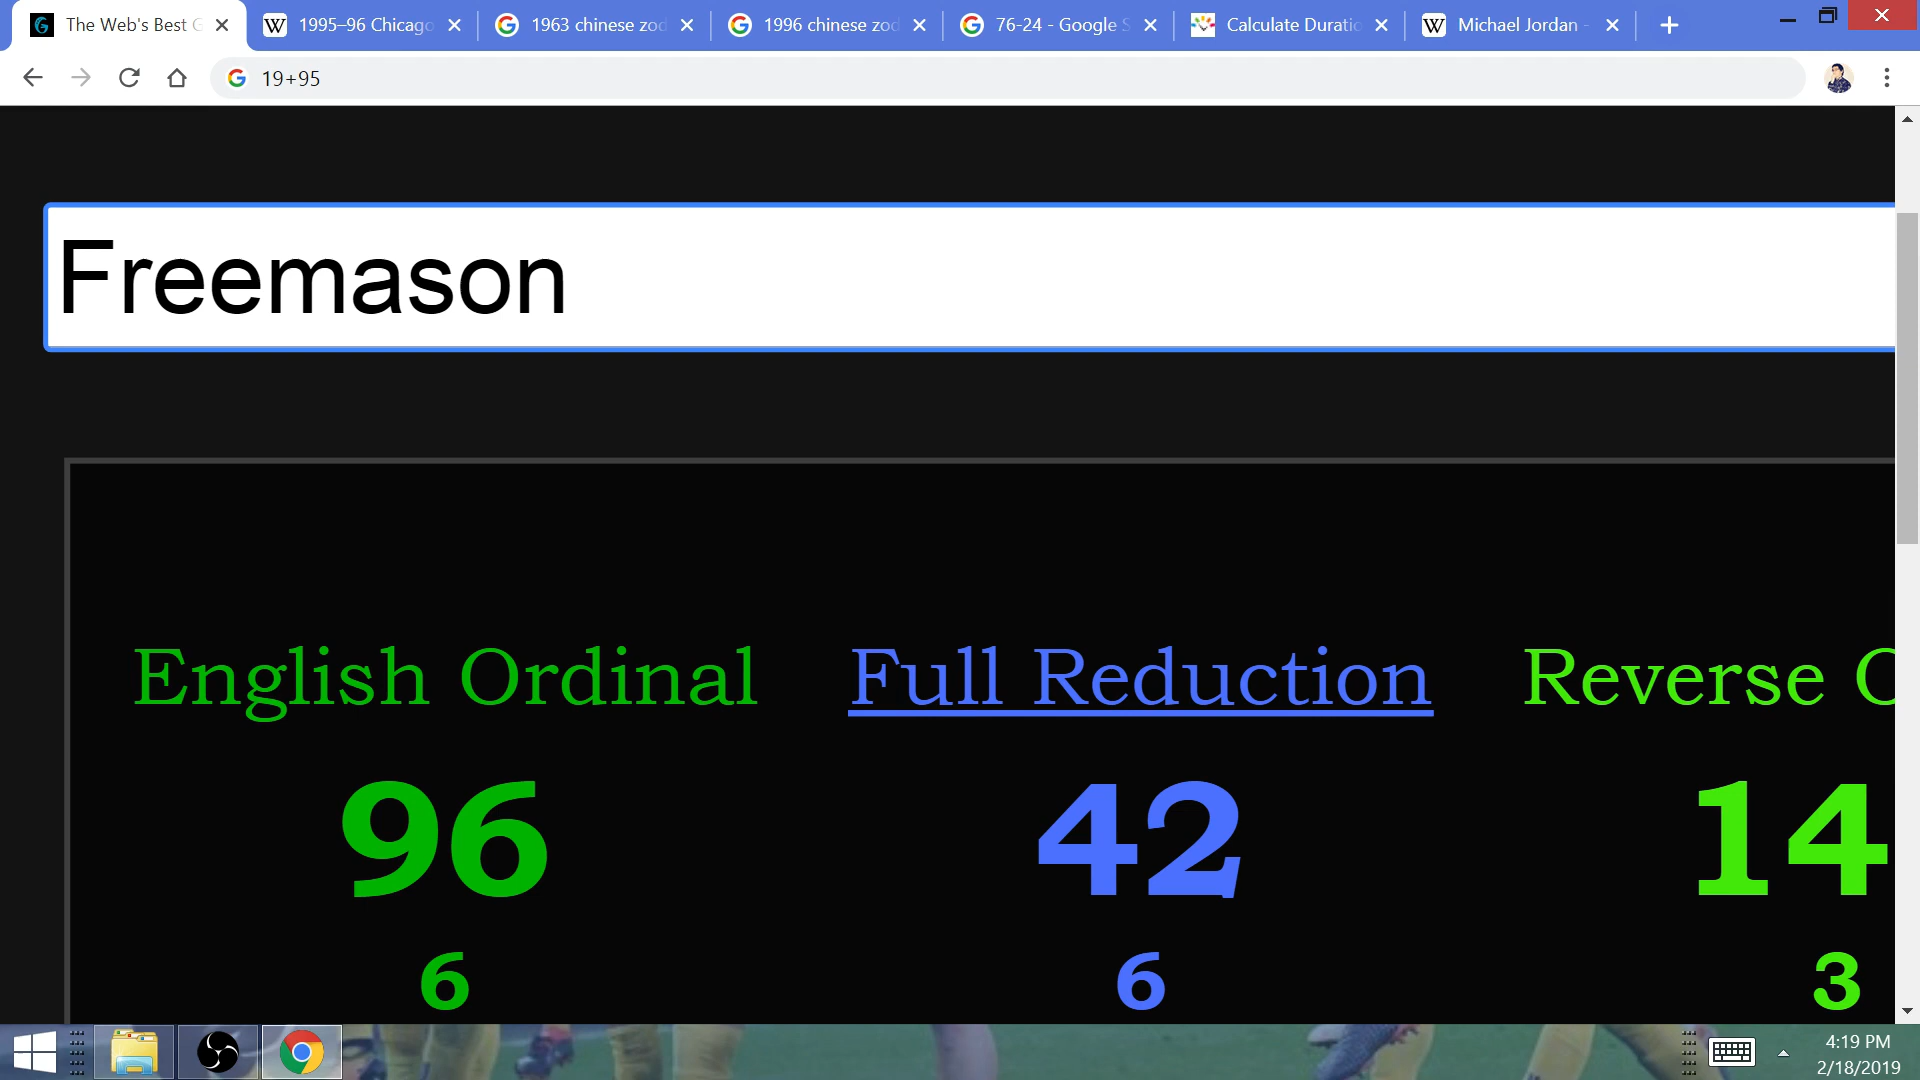 The Web's Best G
1995–96 Chicago
1963 chinese zod
1996 chinese zod
76-24 - Google S
Calculate Duratio
Michael Jordan -
19+95
Freemason
English Ordinal
Full Reduction
Reverse O
96
42
14
6
6
3
4:19 PM
2/18/2019